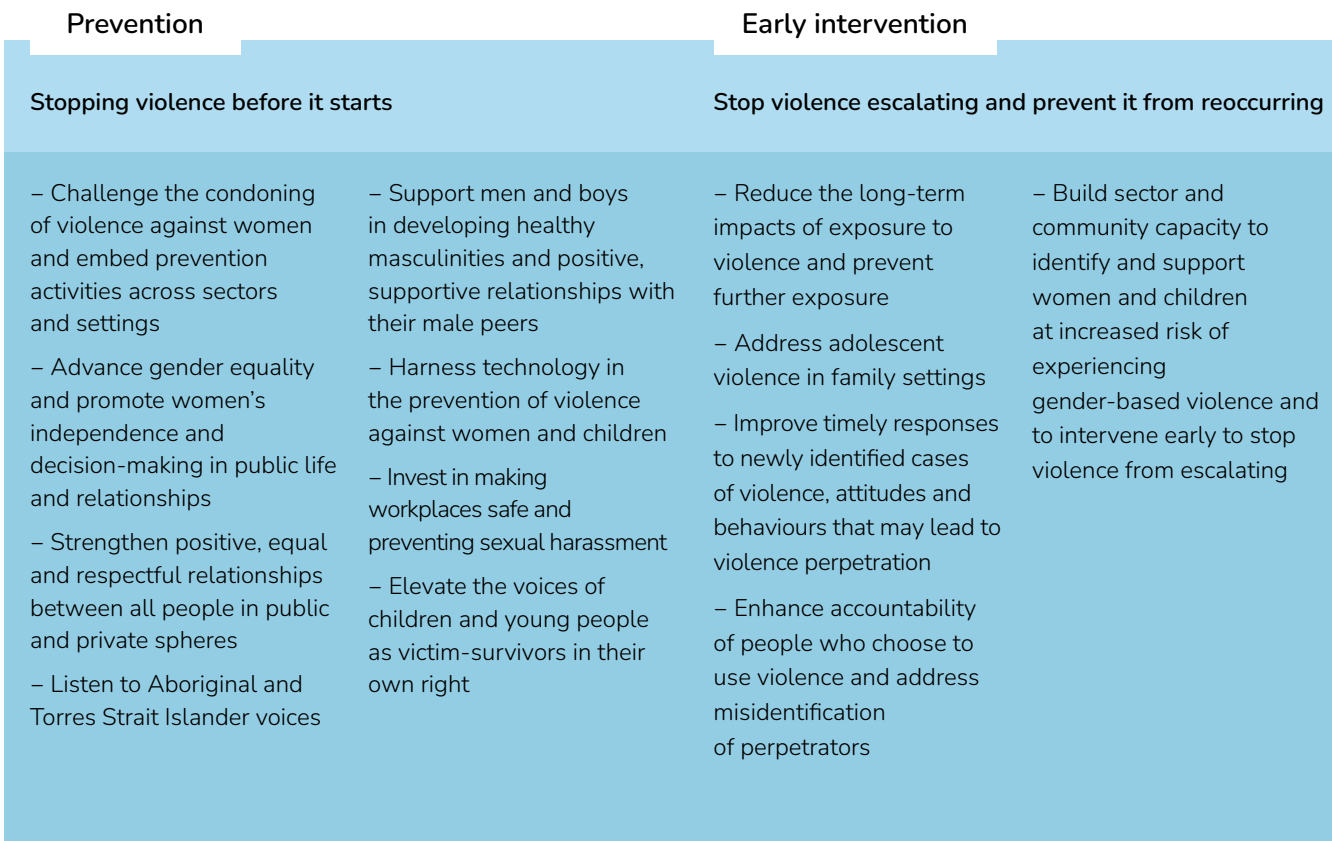 Prevention
Stopping violence before it starts
– Challenge the condoning
of violence against women
and embed prevention
activities across sectors
and settings
– Advance gender equality
and promote women’s
independence and
decision-making in public life
and relationships
– Strengthen positive, equal
and respectful relationships
between all people in public
and private spheres
– Listen to Aboriginal and
Torres Strait Islander voices
– Support men and boys
in developing healthy
masculinities and positive,
supportive relationships with
their male peers
– Harness technology in
the prevention of violence
against women and children
– Invest in making
workplaces safe and
preventing sexual harassment
– Elevate the voices of
children and young people
as victim-survivors in their
own right
Early intervention
Stop violence escalating and prevent it from reoccurring
– Reduce the long-term
impacts of exposure to
violence and prevent
further exposure
– Address adolescent
violence in family settings
– Improve timely responses
to newly identified cases
of violence, attitudes and
behaviours that may lead to
violence perpetration
– Enhance accountability
of people who choose to
use violence and address
misidentification
of perpetrators
– Build sector and
community capacity to
identify and support
women and children
at increased risk of
experiencing
gender-based violence and
to intervene early to stop
violence from escalating